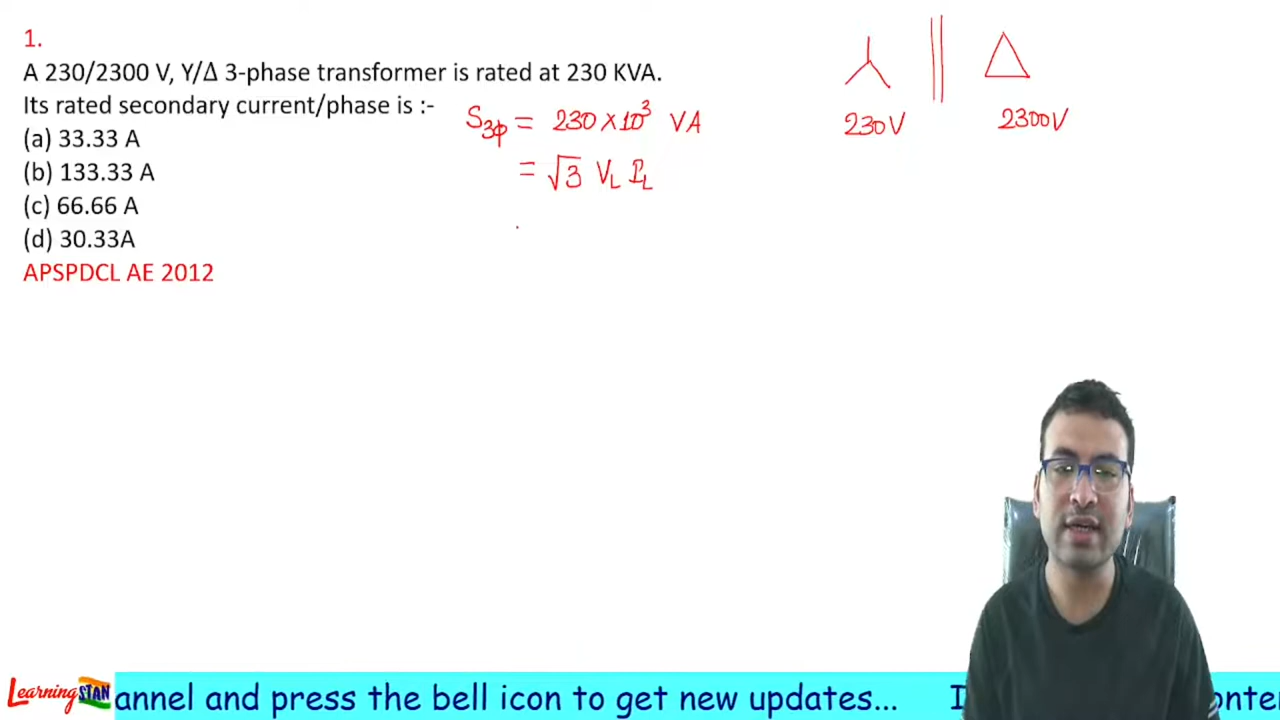 1.
A 230/2300 V, Y/Δ 3-phase transformer is rated at 230 KVA.
Its rated secondary current/phase is :-
(a) 33.33 A
(b) 133.33 A
(c) 66.66 A
(d) 30.33A
APSPDCL AE 2012
S3φ = 230 × 10³ VA
= √3 VL IL
230V
2300V
Learning STAN
annel and press the bell icon to get new updates...